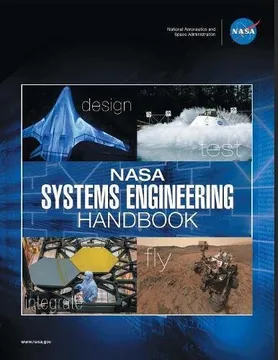 National Aeronautics and
Space Administration
NASA
design
test
NASA
SYSTEMS ENGINEERING
HANDBOOK
integrate
fly
www.nasa.gov